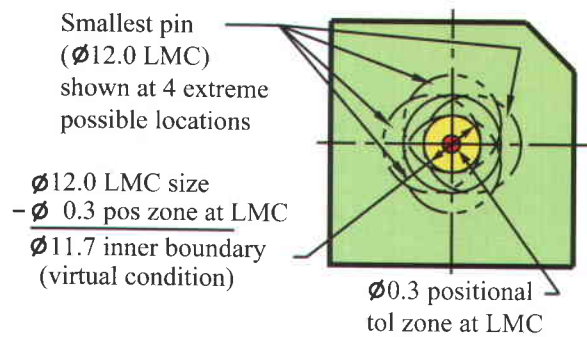 Smallest pin
(Ø12.0 LMC)
shown at 4 extreme
possible locations
Ø12.0 LMC size
- Ø 0.3 pos zone at LMC
Ø11.7 inner boundary
(virtual condition)
Ø0.3 positional
tol zone at LMC